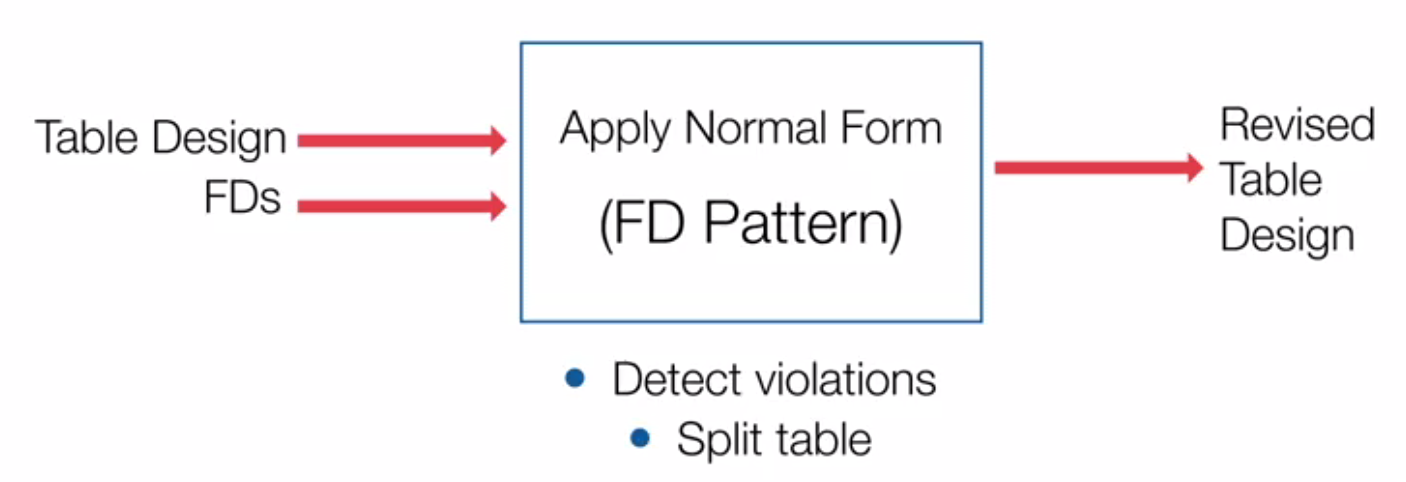 Table Design
FDs
Apply Normal Form
(FD Pattern)
Revised
Table
Design
Detect violations
Split table